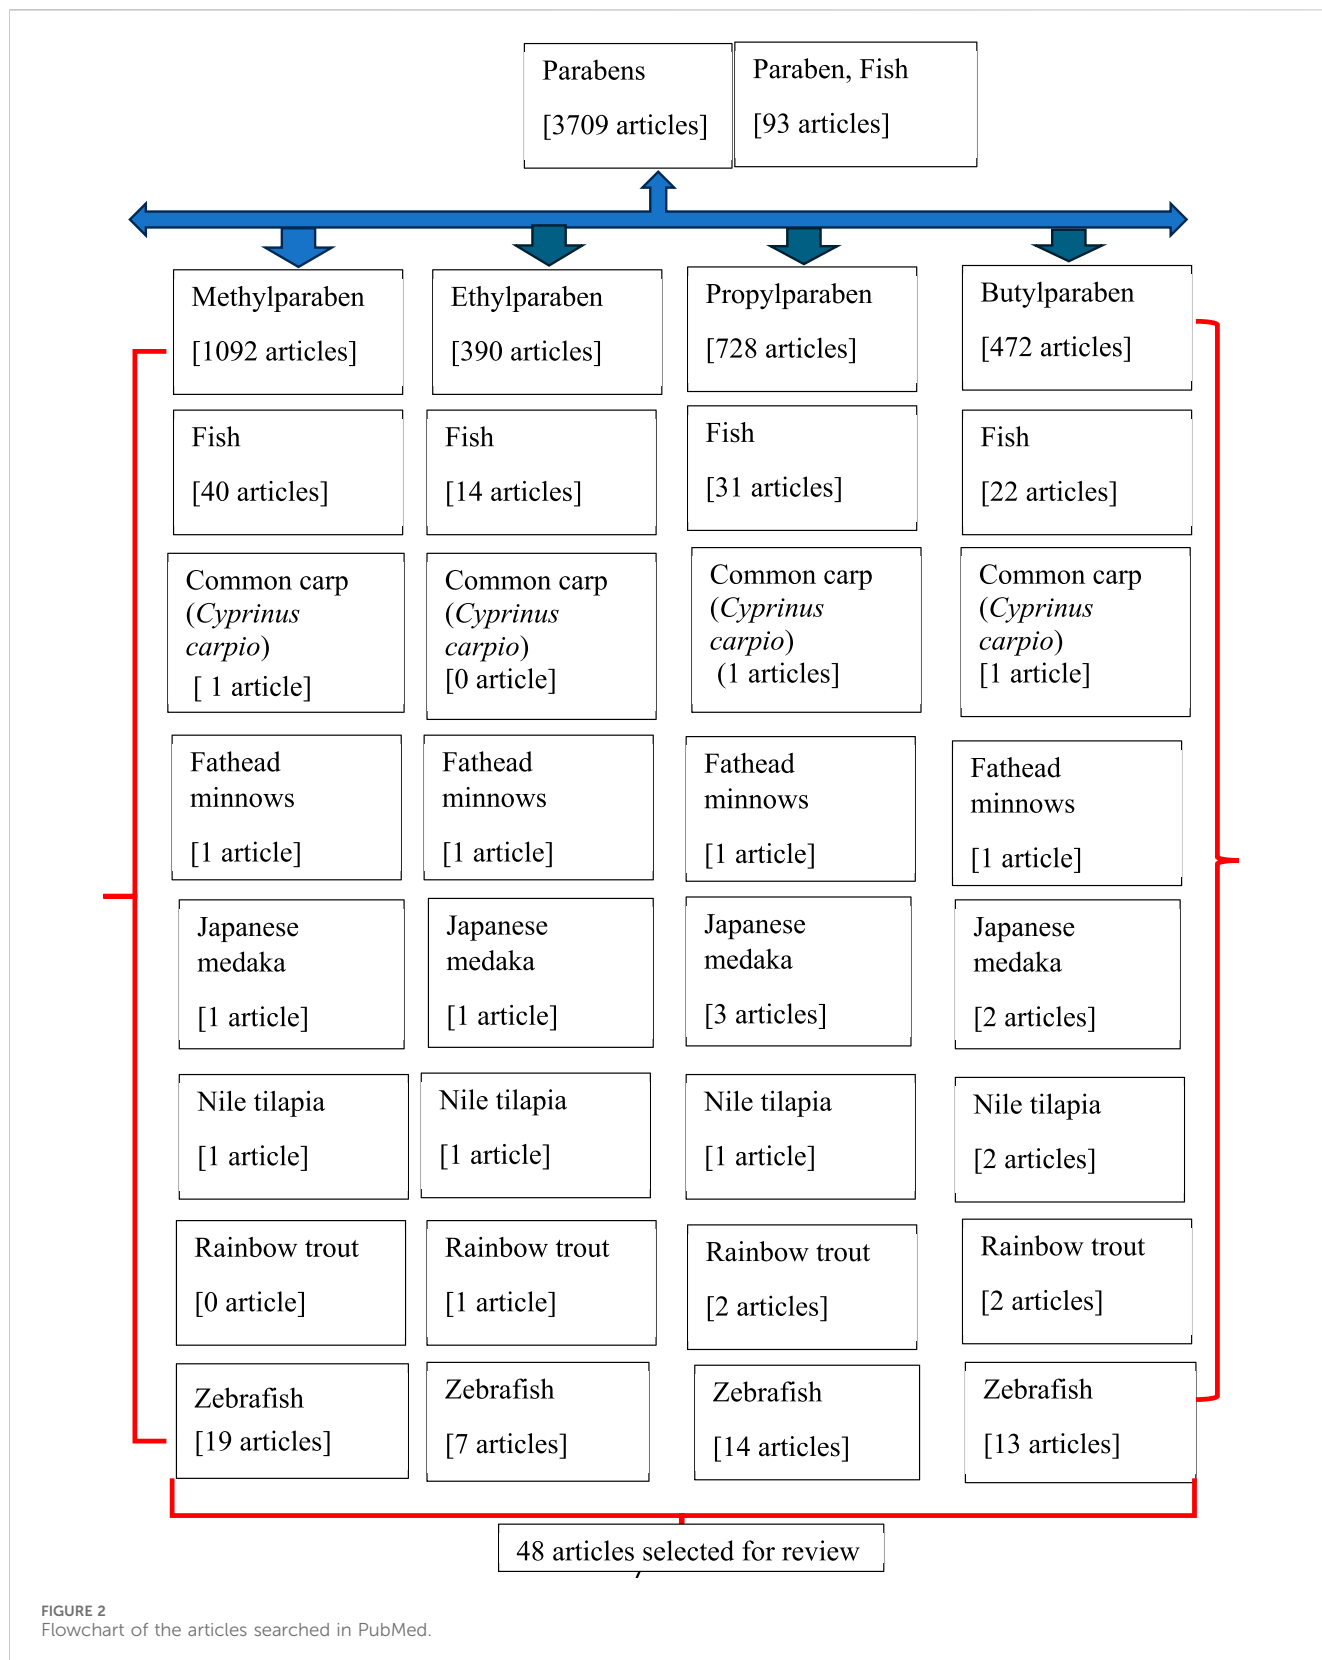 Parabens
[3709 articles]
Paraben, Fish
[93 articles]
Methylparaben
[1092 articles]
Ethylparaben
[390 articles]
Propylparaben
[728 articles]
Butylparaben
[472 articles]
Fish
[40 articles]
Fish
[14 articles]
Fish
[31 articles]
Fish
[22 articles]
Common carp
(Cyprinus
carpio)
[ 1 article]
Common carp
(Cyprinus
carpio)
[0 article]
Common carp
(Cyprinus
carpio)
(1 articles]
Common carp
(Cyprinus
carpio)
[1 article]
Fathead
minnows
[1 article]
Fathead
minnows
[1 article]
Fathead
minnows
[1 article]
Fathead
minnows
[1 article]
Japanese
medaka
[1 article]
Japanese
medaka
[1 article]
Japanese
medaka
[3 articles]
Japanese
medaka
[2 articles]
Nile tilapia
[1 article]
Nile tilapia
[1 article]
Nile tilapia
[1 article]
Nile tilapia
[2 articles]
Rainbow trout
[0 article]
Rainbow trout
[1 article]
Rainbow trout
[2 articles]
Rainbow trout
[2 articles]
Zebrafish
[19 articles]
Zebrafish
[7 articles]
Zebrafish
[14 articles]
Zebrafish
[13 articles]
48 articles selected for review
FIGURE 2
Flowchart of the articles searched in PubMed.